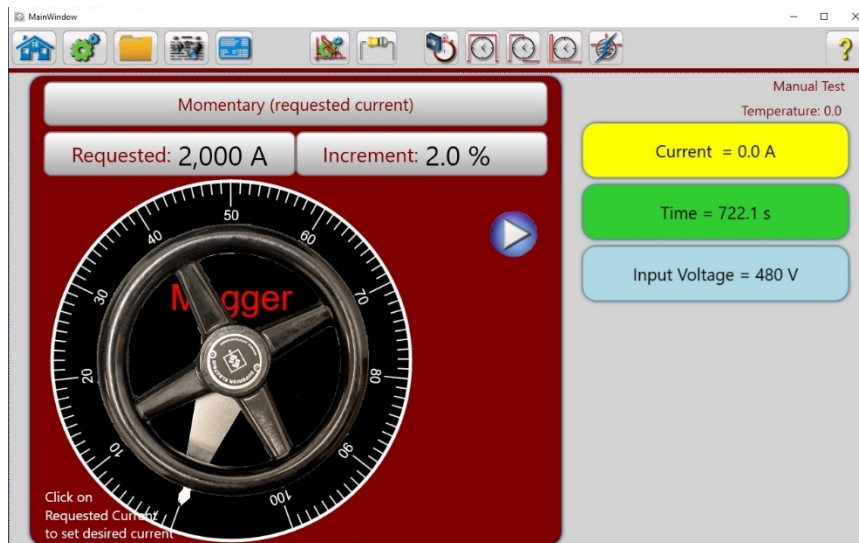 MainWindow
Manual Test
Temperature: 0.0
Momentary (requested current)
Requested: 2,000 A
Increment: 2.0 %
Current = 0.0 A
Time = 722.1 s
Input Voltage = 480 V
10
20
30
40
50
60
70
80
90
100
SUPERIOR ELECTRIC
Click on
Requested Current
to set desired current